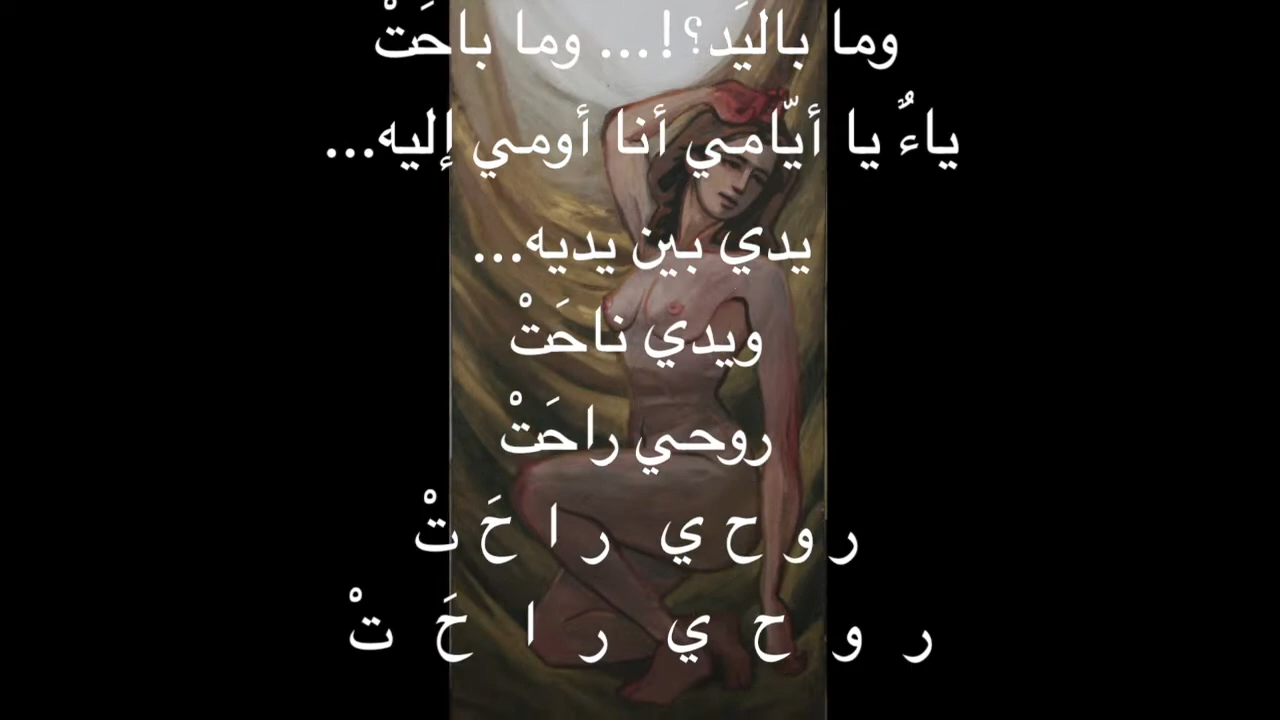 وما باليَد؟!... وما باحَتْ
ياءٌ يا أيّامي أنا أومي إليه...
يدي بين يديه...
ويدي ناحَتْ
روحي راحَتْ
ر و ح ي ر ا حَ تْ
ر و ح ي ر ا حَ تْ